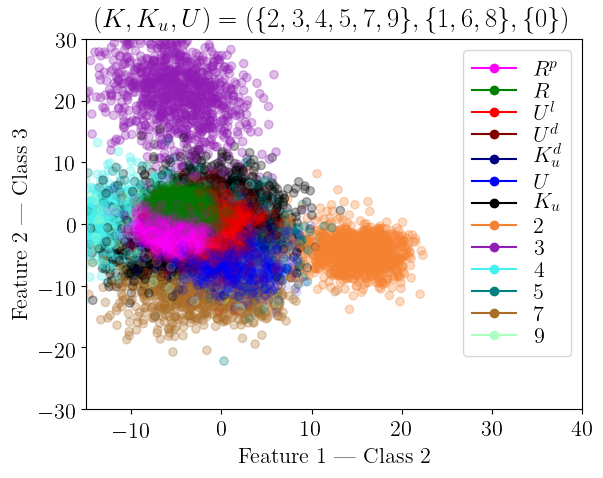 (K, K_u, U) = ({2, 3, 4, 5, 7, 9}, {1, 6, 8}, {0})
Feature 2 — Class 3
30
20
10
0
−10
−20
−30
−10
0
10
20
30
40
Feature 1 — Class 2
R^p
R
U^l
U^d
K_u^d
U
K_u
2
3
4
5
7
9